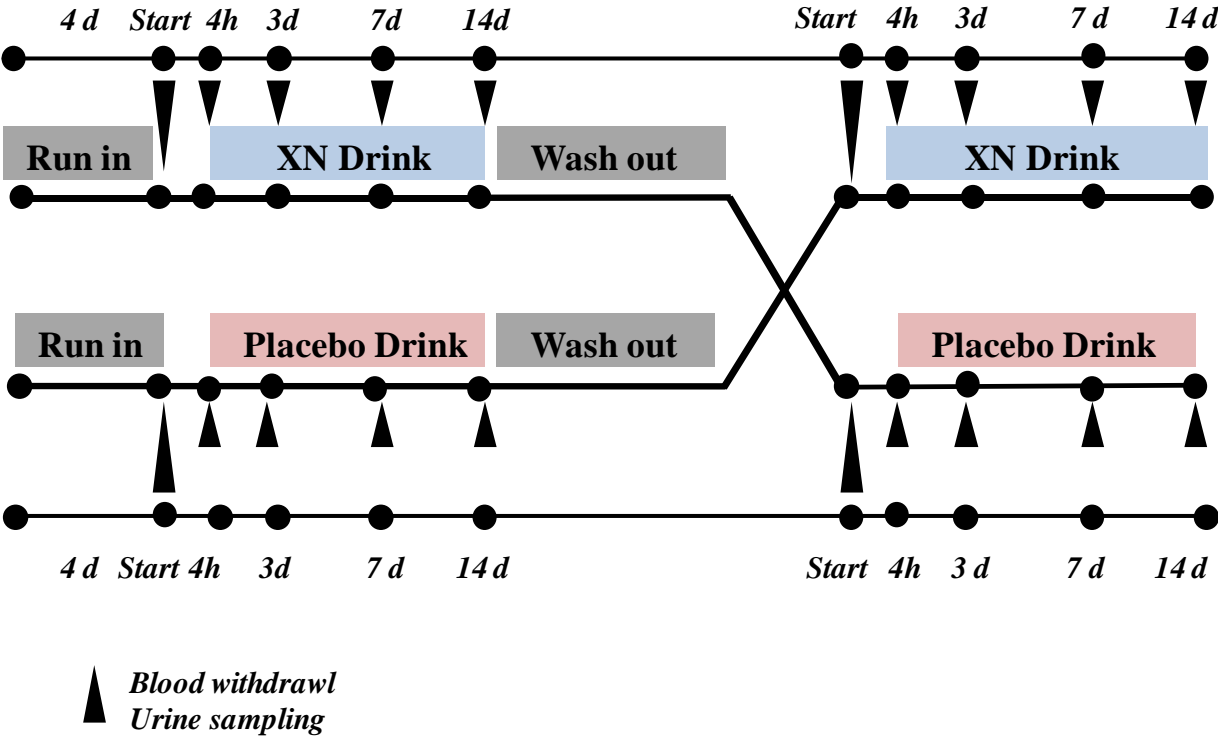 4 d Start 4h 3d 7d 14d Start 4h 3d 7 d 14 d
Run in XN Drink Wash out XN Drink
Run in Placebo Drink Wash out Placebo Drink
4 d Start 4h 3d 7 d 14 d Start 4h 3 d 7 d 14 d
Blood withdrawl
Urine sampling